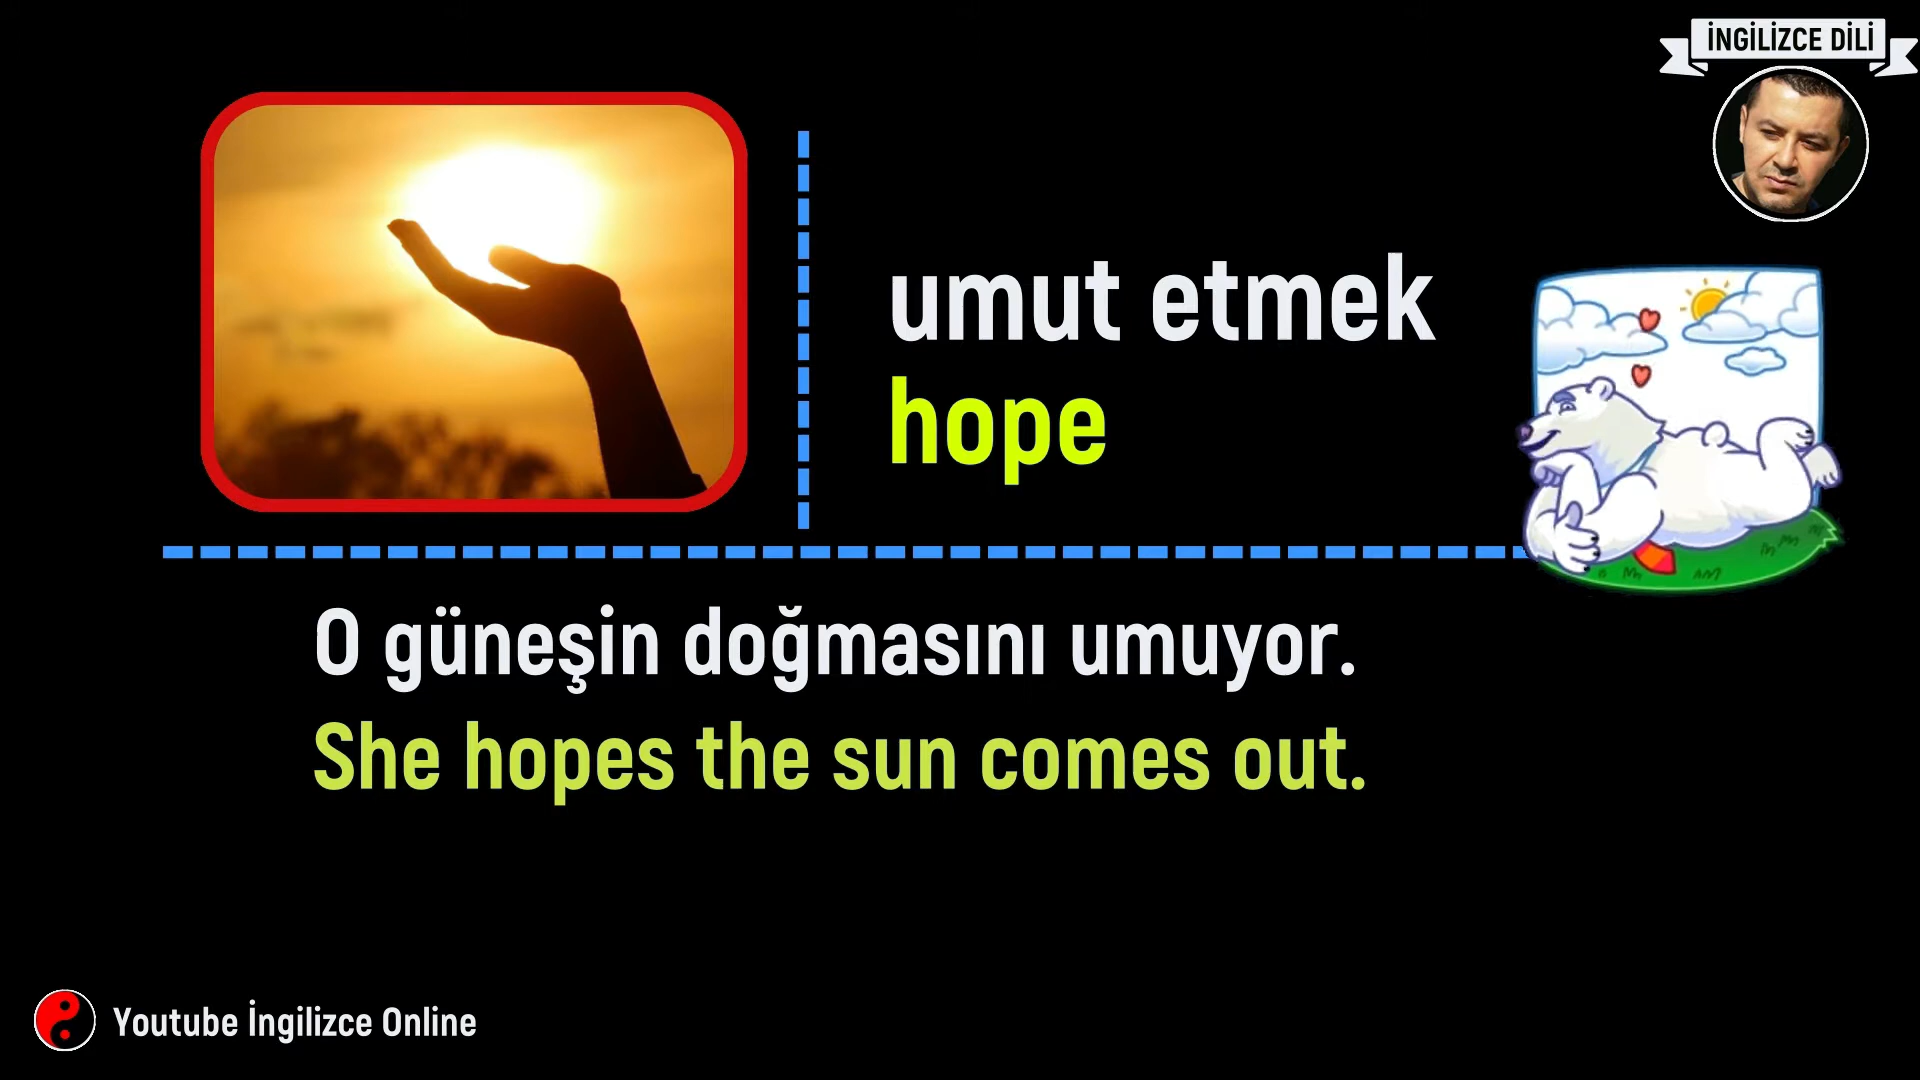 İNGİLİZCE DİLİ
umut etmek
hope
O güneşin doğmasını umuyor.
She hopes the sun comes out.
Youtube İngilizce Online